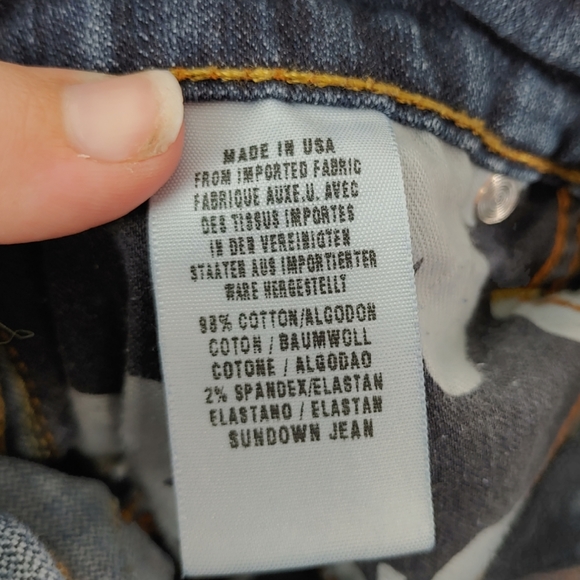 MADE IN USA
FROM IMPORTED FABRIC
FABRIQUE AUXE.U. AVEC
DES TISSUS IMPORTES
IN DEN VEREINIGTEN
STAATEN AUS IMPORTIERTER
WARE HERGESTELLT
98% COTTON/ALGODON
COTON / BAUMWOLL
COTONE / ALGODAO
2% SPANDEX/ELASTAN
ELASTANO / ELASTAN
SUNDOWN JEAN